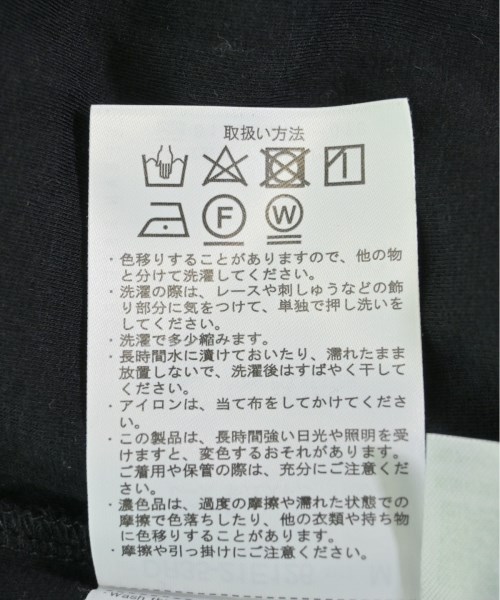 取扱い方法
F W
・色移りすることがありますので、他の物
と分けて洗濯してください。
・洗濯の際は、レースや刺しゅうなどの飾
り部分に気をつけて、単独で押し洗いを
してください。
・洗濯で多少縮みます。
・長時間水に漬けておいたり、濡れたまま
放置しないで、洗濯後はすばやく干して
ください。
・アイロンは、当て布をしてかけてくださ
い。
・この製品は、長時間強い日光や照明を受
けますと、変色するおそれがあります。
ご着用や保管の際は、充分にご注意くださ
い。
・濃色品は、過度の摩擦や濡れた状態での
摩擦で色落ちしたり、他の衣類や持ち物
に色移りすることがあります。
・摩擦や引っ掛けにご注意ください。